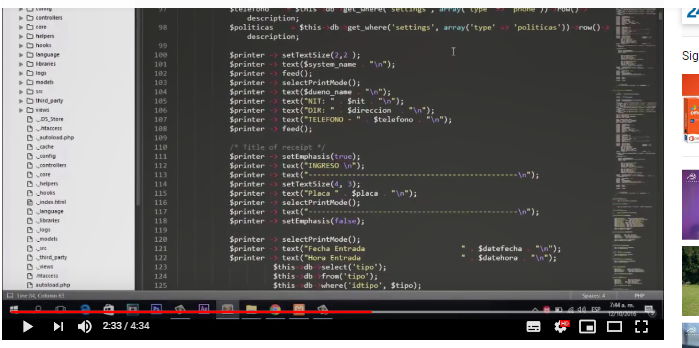 config
controllers
core
helpers
hooks
language
libraries
logs
models
src
third_party
views
._.DS_Store
._.htaccess
._autoload.php
._cache
._config
._controllers
._core
._helpers
._hooks
._index.html
._language
._libraries
._logs
._models
._src
._third_party
._views
.htaccess
autoload.php
97 $telefono = $this->db->get_where('settings', array('type' => 'phone'))->row()->
description;
98 $politicas = $this->db->get_where('settings', array('type' => 'politicas'))->row()->
description;
99
100 $printer -> setTextSize(2,2 );
101 $printer -> text($system_name . "\n");
102 $printer -> feed();
103 $printer -> selectPrintMode();
104 $printer -> text($dueno_name . "\n");
105 $printer -> text("NIT: " . $nit . "\n");
106 $printer -> text("DIR: " . $direccion . "\n");
107 $printer -> text("TELEFONO - " . $telefono . "\n");
108 $printer -> feed();
109
110 /* Title of receipt */
111 $printer -> setEmphasis(true);
112 $printer -> text("INGRESO \n");
113 $printer -> text("------------------------------------------------\n");
114 $printer -> setTextSize(4, 3);
115 $printer -> text("Placa " . $placa . "\n");
116 $printer -> selectPrintMode();
117 $printer -> text("------------------------------------------------\n");
118 $printer -> setEmphasis(false);
119
120 $printer -> selectPrintMode();
121 $printer -> text("Fecha Entrada " . $datefecha . "\n");
122 $printer -> text("Hora Entrada " . $datehora . "\n");
123 $this->db->select('tipo');
124 $this->db->from('tipo');
125 $this->db->where('idtipo', $tipo);
Line 94, Column 61
Spaces: 4 PHP
ESP
7:44 a. m.
12/10/2016
2:33 / 4:34
HD
24
Sig